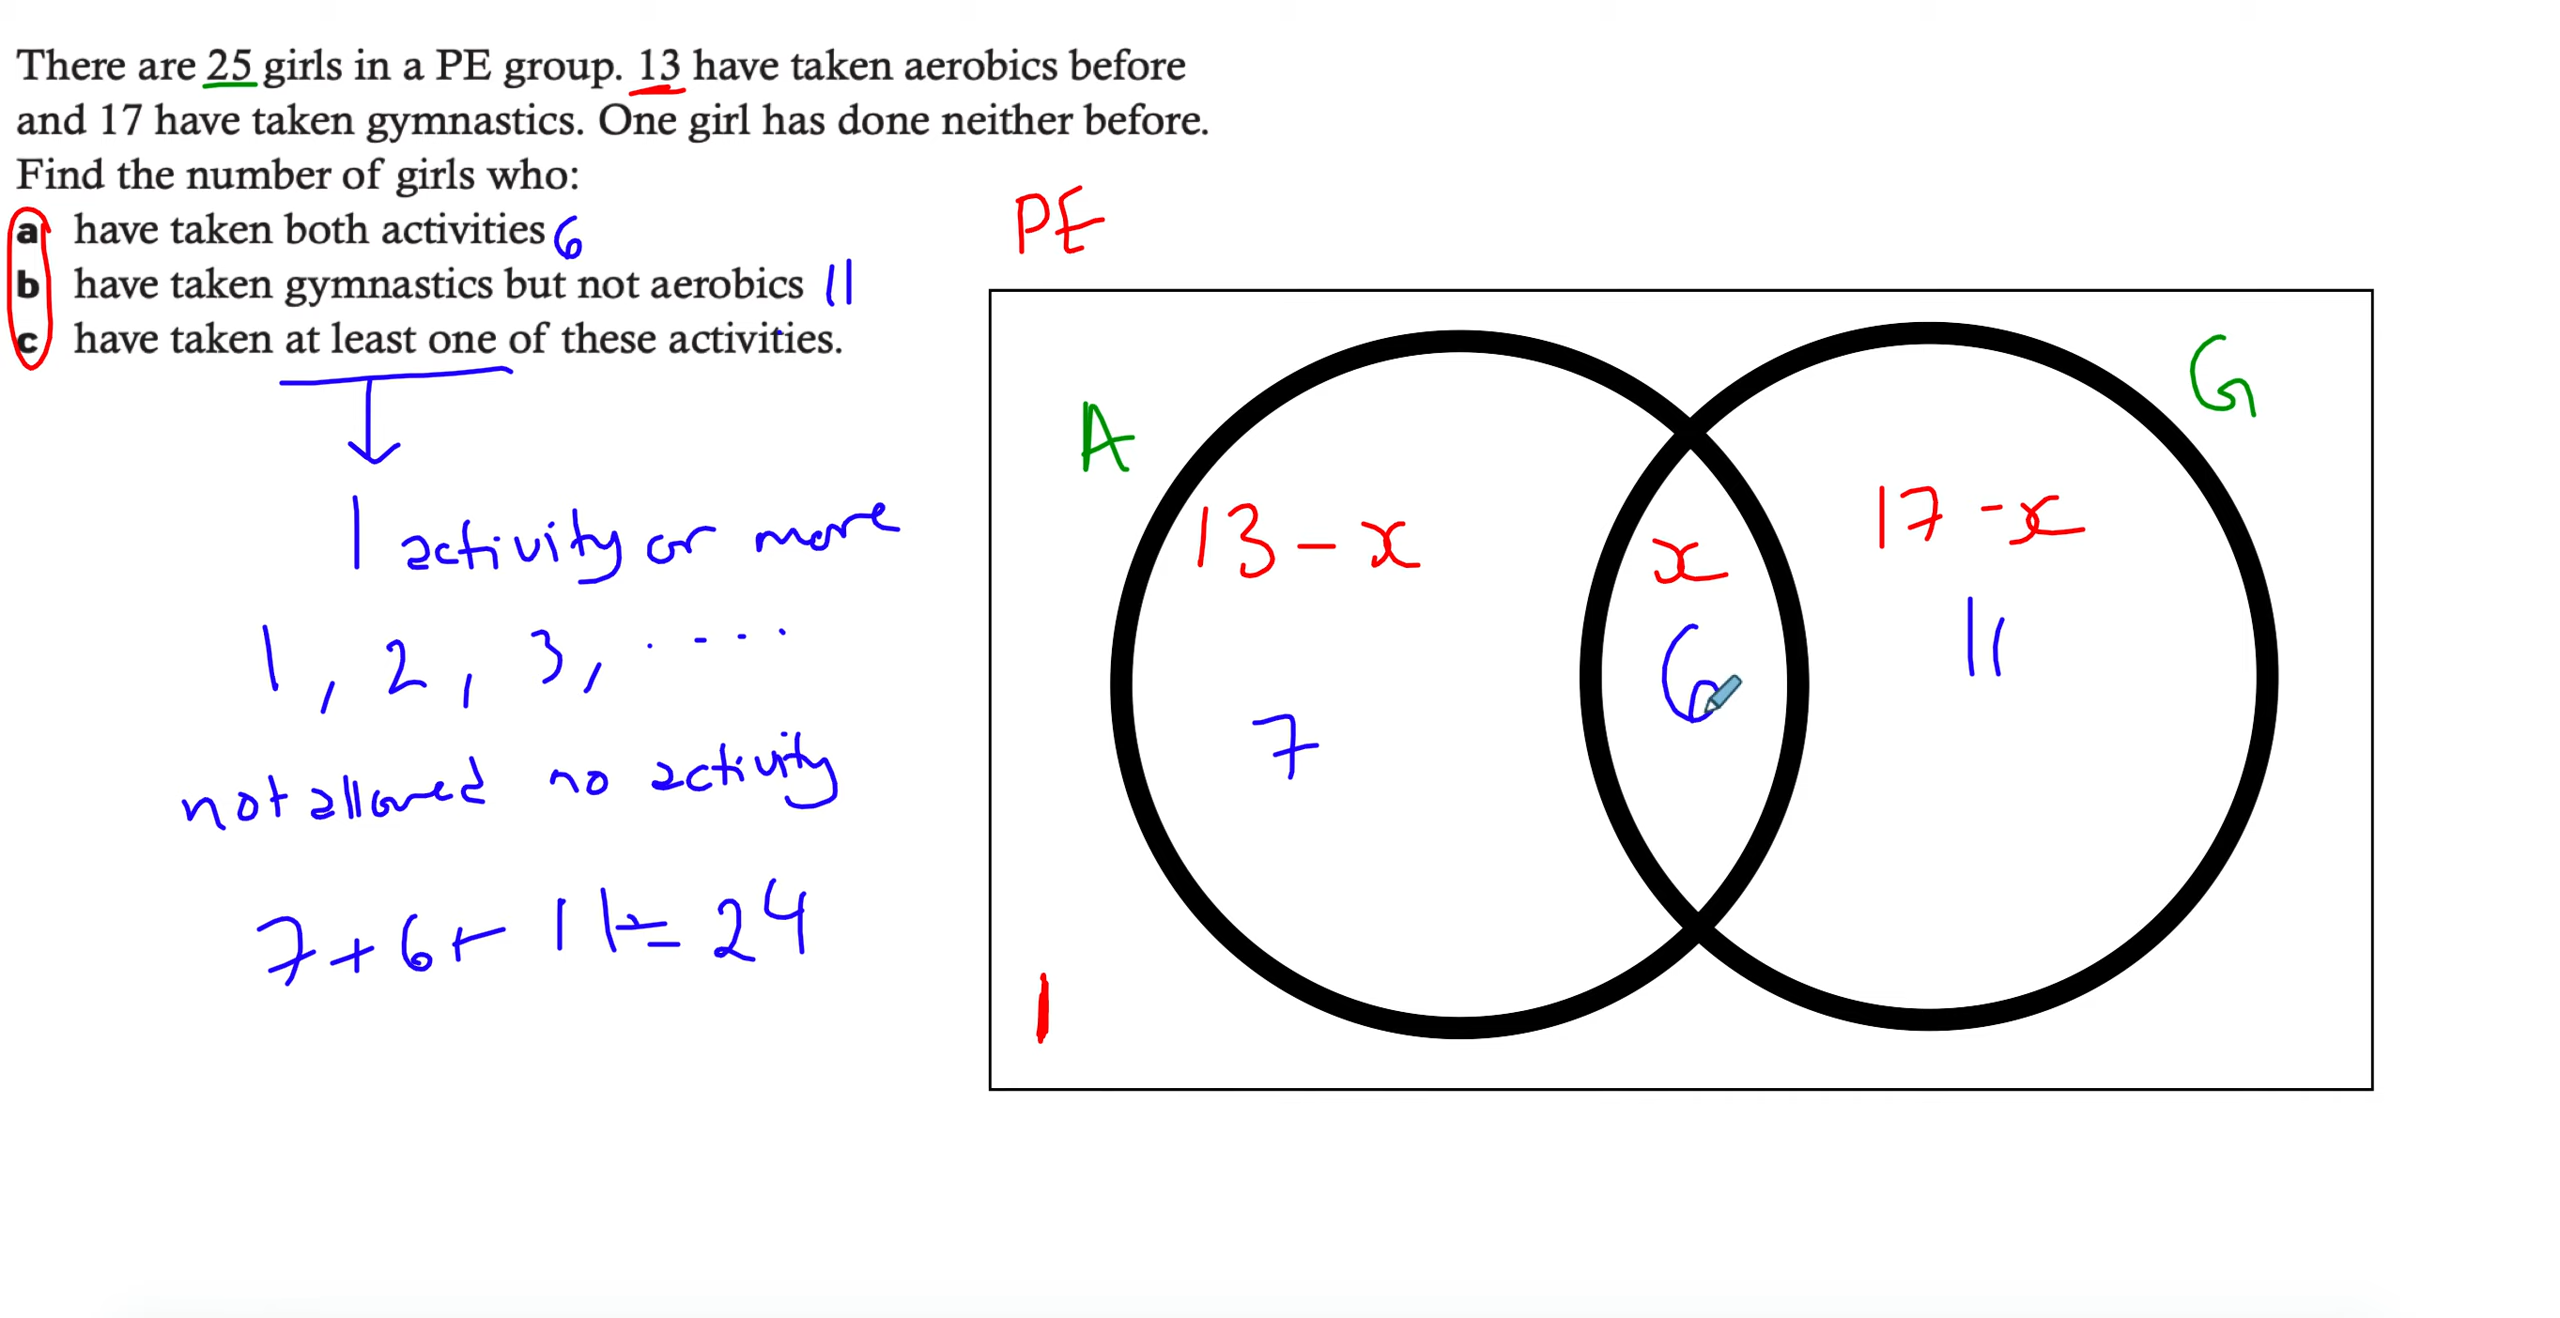 There are 25 girls in a PE group. 13 have taken aerobics before
and 17 have taken gymnastics. One girl has done neither before.
Find the number of girls who:
a have taken both activities 6
b have taken gymnastics but not aerobics 11
c have taken at least one of these activities.
1 activity or more
1, 2, 3, ....
not allowed no activity
7 + 6 + 11 = 24
PE
A
G
13 - x
x
17 - x
6
11
7
1